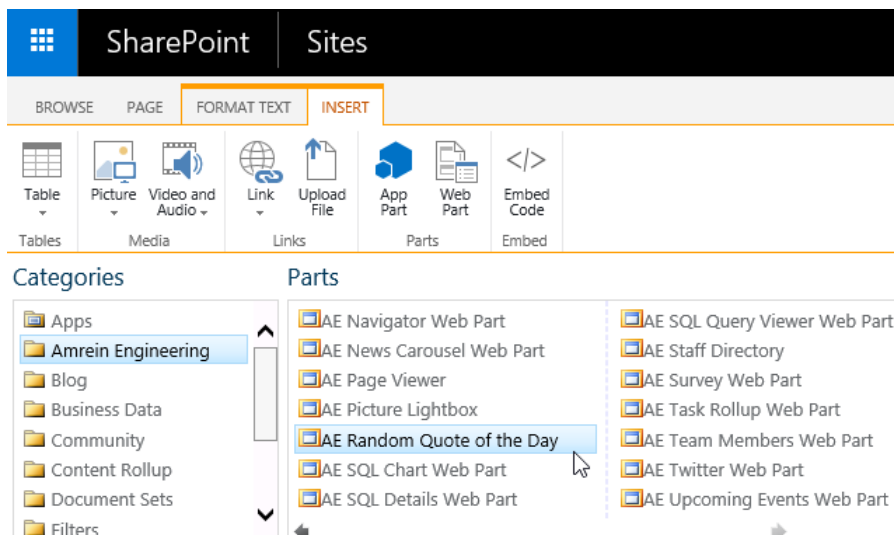 SharePoint Sites
BROWSE PAGE FORMAT TEXT INSERT
Table Picture Video and Audio Link Upload File App Part Web Part Embed Code
Tables Media Links Parts Embed
Categories
Apps
Amrein Engineering
Blog
Business Data
Community
Content Rollup
Document Sets
Filters
Parts
AE Navigator Web Part
AE News Carousel Web Part
AE Page Viewer
AE Picture Lightbox
AE Random Quote of the Day
AE SQL Chart Web Part
AE SQL Details Web Part
AE SQL Query Viewer Web Part
AE Staff Directory
AE Survey Web Part
AE Task Rollup Web Part
AE Team Members Web Part
AE Twitter Web Part
AE Upcoming Events Web Part